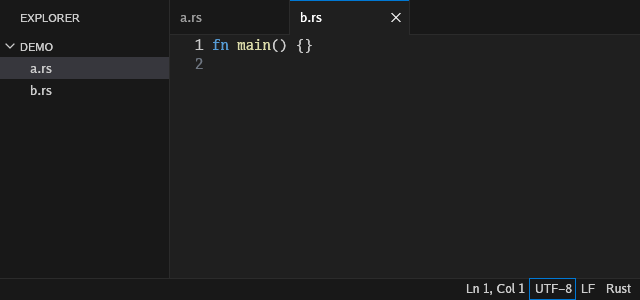 EXPLORER
DEMO
a.rs
b.rs
a.rs b.rs
1 fn main() {}
2
Ln 1, Col 1 UTF-8 LF Rust